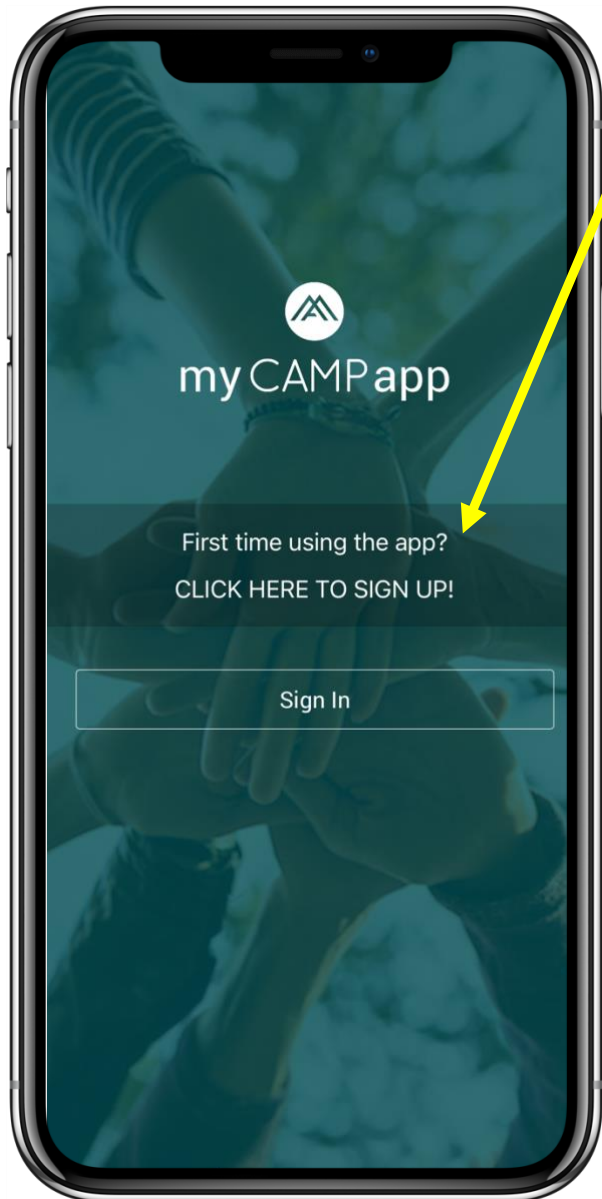 my CAMP app
First time using the app?
CLICK HERE TO SIGN UP!
Sign In